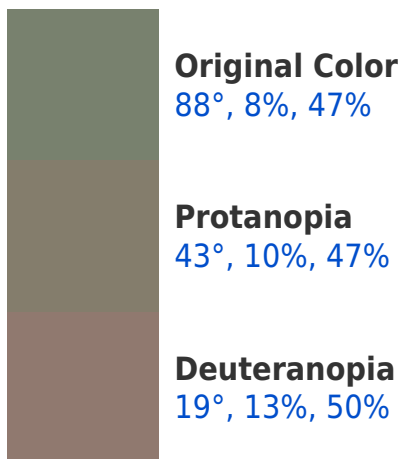 Original Color
88°, 8%, 47%
Protanopia
43°, 10%, 47%
Deuteranopia
19°, 13%, 50%